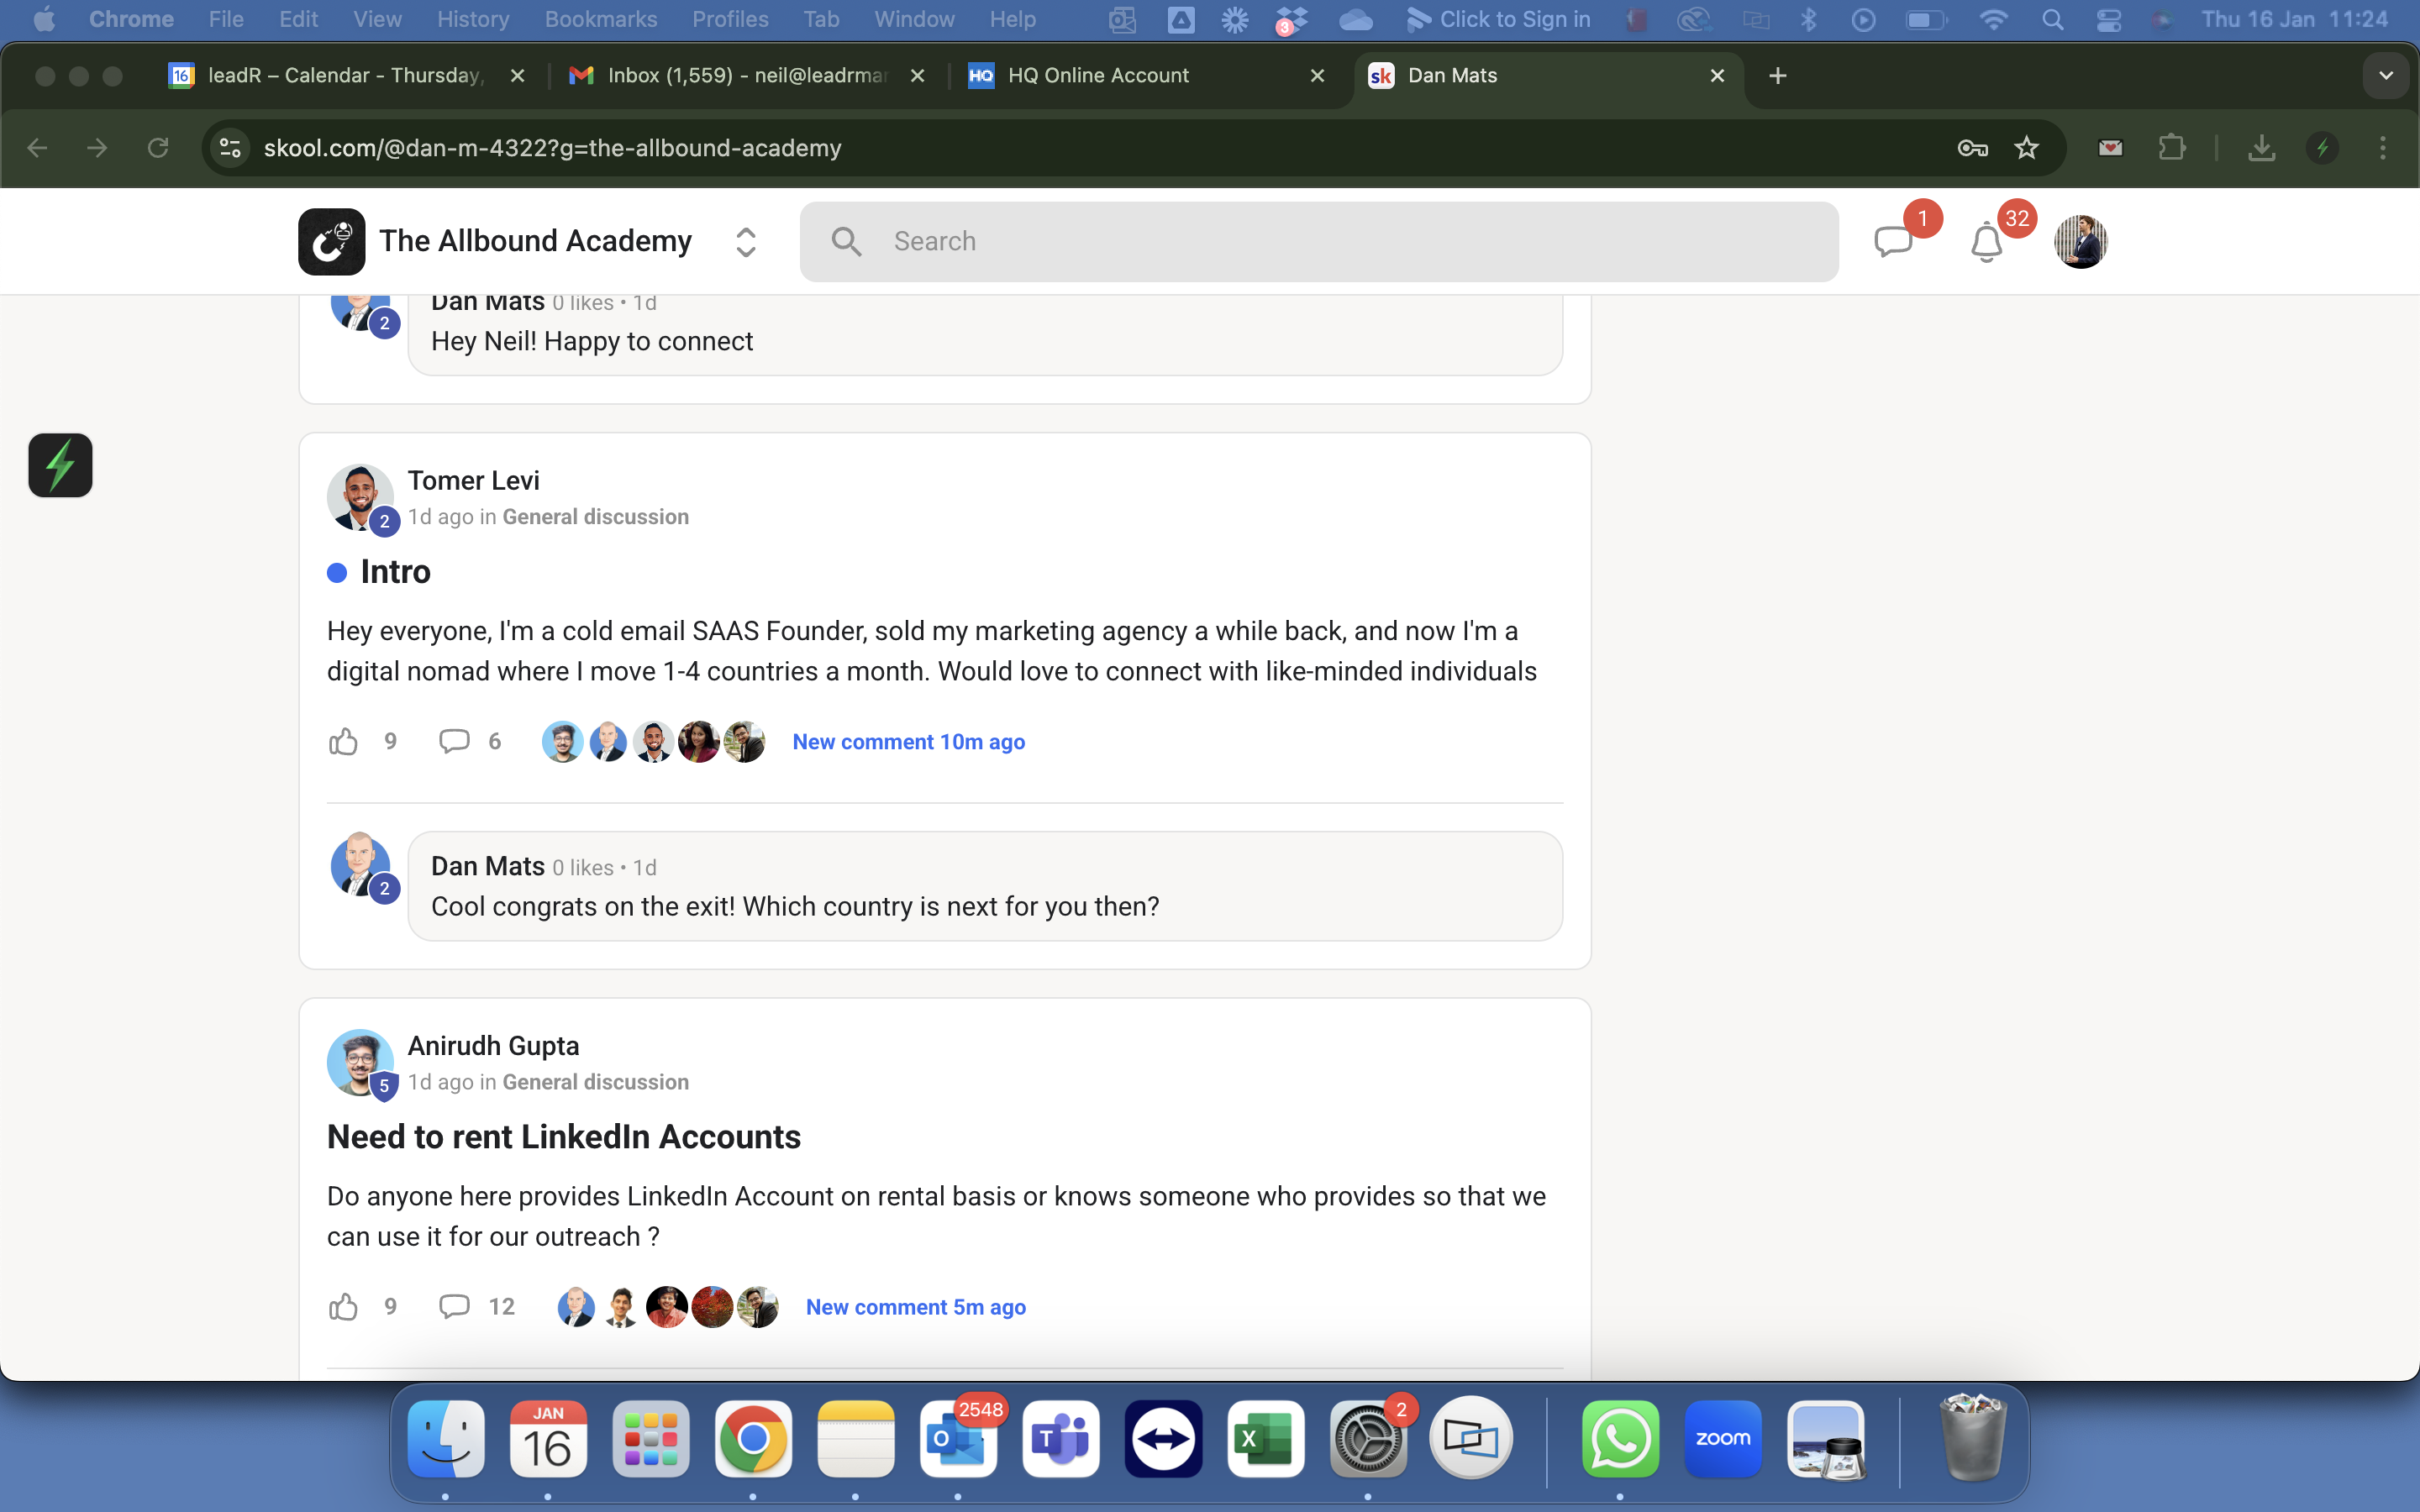 Chrome File Edit View History Bookmarks Profiles Tab Window Help 3 Click to Sign in Thu 16 Jan 11:24
16 leadR – Calendar - Thursday, Inbox (1,559) - neil@leadrmar HQ HQ Online Account sk Dan Mats
skool.com/@dan-m-4322?g=the-allbound-academy
The Allbound Academy Search 1 32
Dan Mats 0 likes • 1d
2
Hey Neil! Happy to connect
Tomer Levi
2 1d ago in General discussion
Intro
Hey everyone, I'm a cold email SAAS Founder, sold my marketing agency a while back, and now I'm a
digital nomad where I move 1-4 countries a month. Would love to connect with like-minded individuals
9 6 New comment 10m ago
Dan Mats 0 likes • 1d
2
Cool congrats on the exit! Which country is next for you then?
Anirudh Gupta
5 1d ago in General discussion
Need to rent LinkedIn Accounts
Do anyone here provides LinkedIn Account on rental basis or knows someone who provides so that we
can use it for our outreach ?
9 12 New comment 5m ago
JAN 2548 2
16 O T X zoom